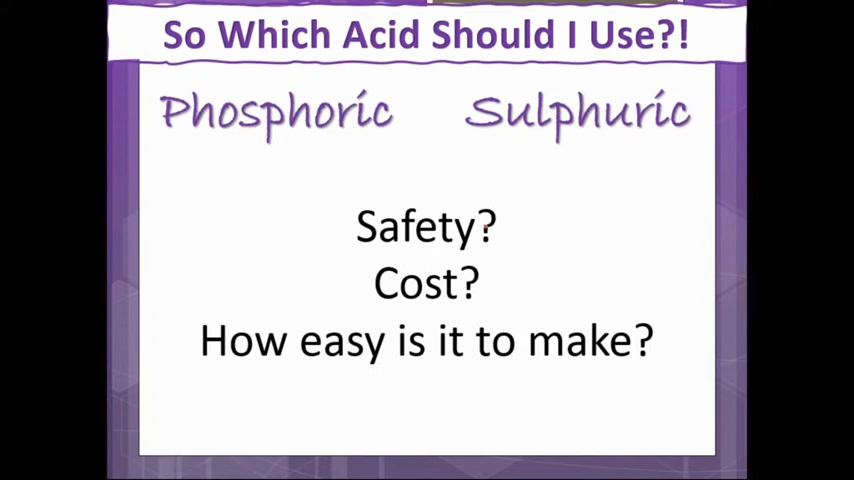 So Which Acid Should I Use?!
Phosphoric Sulphuric
Safety?
Cost?
How easy is it to make?